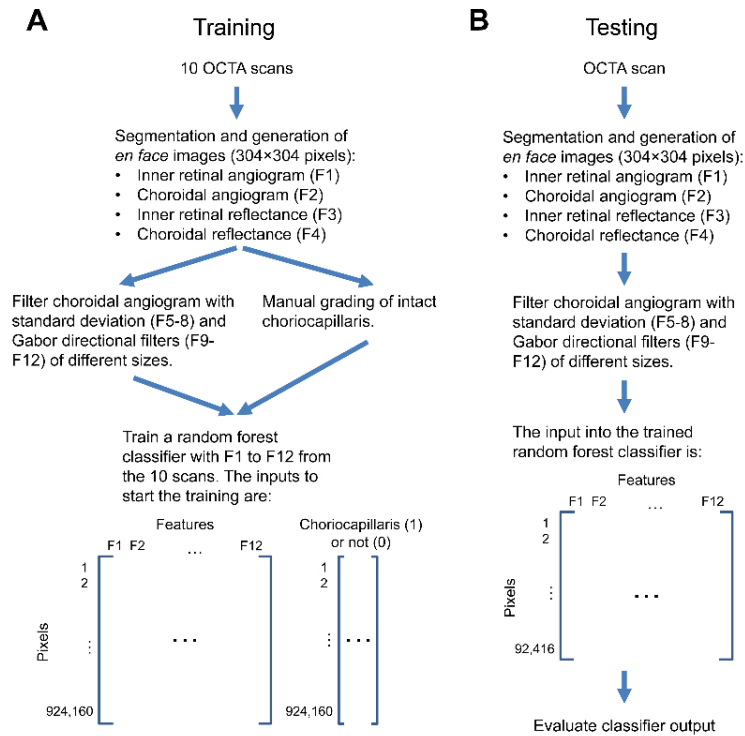 A
Training
10 OCTA scans
Segmentation and generation of
en face images (304×304 pixels):
• Inner retinal angiogram (F1)
• Choroidal angiogram (F2)
• Inner retinal reflectance (F3)
• Choroidal reflectance (F4)
Filter choroidal angiogram with
standard deviation (F5-8) and
Gabor directional filters (F9-
F12) of different sizes.
Manual grading of intact
choriocapillaris.
Train a random forest
classifier with F1 to F12 from
the 10 scans. The inputs to
start the training are:
Features
F1 F2 ... F12
Pixels
1
2
...
924,160
...
Choriocapillaris (1)
or not (0)
1
2
...
924,160
...
B
Testing
OCTA scan
Segmentation and generation of
en face images (304×304 pixels):
• Inner retinal angiogram (F1)
• Choroidal angiogram (F2)
• Inner retinal reflectance (F3)
• Choroidal reflectance (F4)
Filter choroidal angiogram with
standard deviation (F5-8) and
Gabor directional filters (F9-
F12) of different sizes.
The input into the trained
random forest classifier is:
Features
F1 F2 ... F12
Pixels
1
2
...
92,416
...
Evaluate classifier output